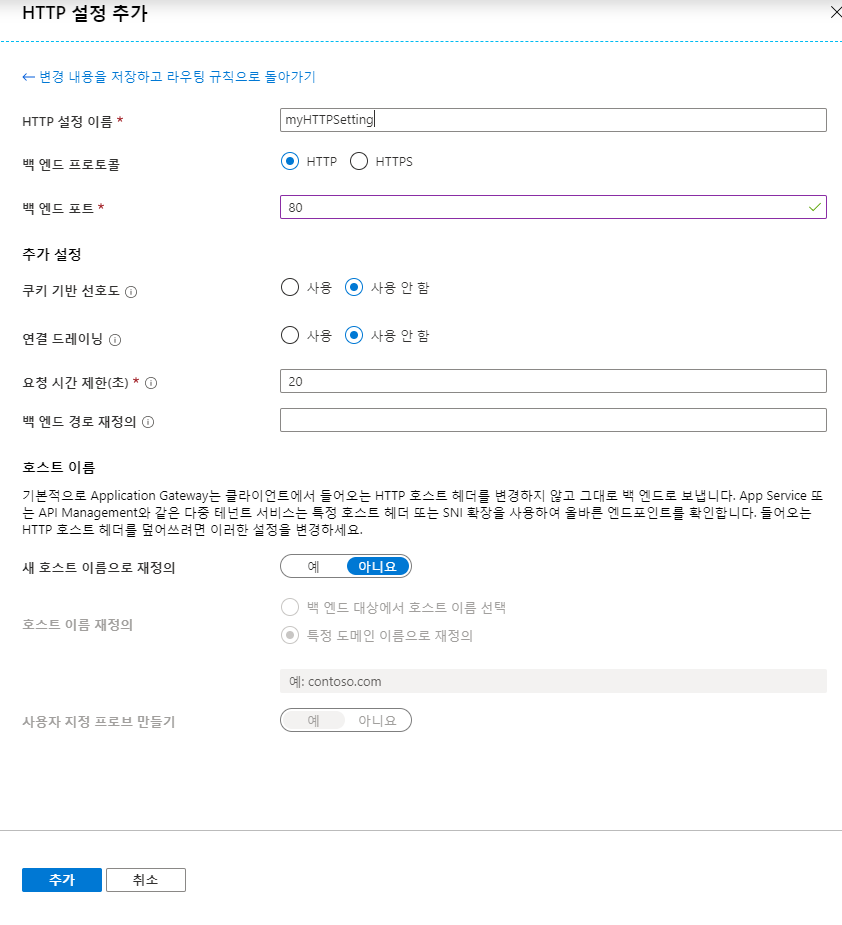 HTTP 설정 추가
← 변경 내용을 저장하고 라우팅 규칙으로 돌아가기
HTTP 설정 이름 * myHTTPSetting
백 엔드 프로토콜 HTTP HTTPS
백 엔드 포트 * 80
추가 설정
쿠키 기반 선호도 사용 사용 안 함
연결 드레이닝 사용 사용 안 함
요청 시간 제한(초) * 20
백 엔드 경로 재정의
호스트 이름
기본적으로 Application Gateway는 클라이언트에서 들어오는 HTTP 호스트 헤더를 변경하지 않고 그대로 백 엔드로 보냅니다. App Service 또
는 API Management와 같은 다중 테넌트 서비스는 특정 호스트 헤더 또는 SNI 확장을 사용하여 올바른 엔드포인트를 확인합니다. 들어오는
HTTP 호스트 헤더를 덮어쓰려면 이러한 설정을 변경하세요.
새 호스트 이름으로 재정의 예 아니요
백 엔드 대상에서 호스트 이름 선택
호스트 이름 재정의
특정 도메인 이름으로 재정의
예: contoso.com
사용자 지정 프로브 만들기 예 아니요
추가 취소